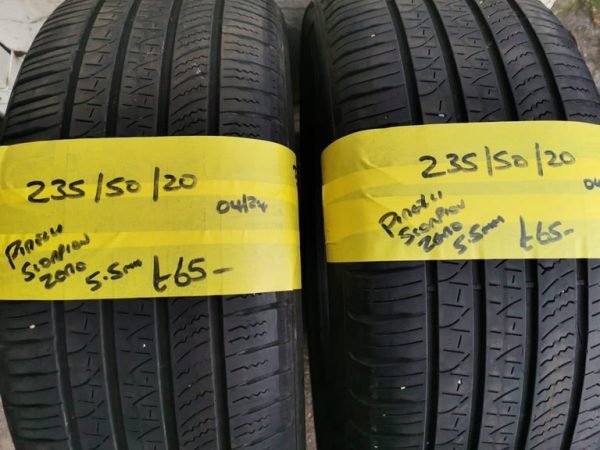 235/50/20
04/24
PIRELLI
SCORPION
ZERO
5.5mm
£65-
235/50/20
04
PIRELLI
SCORPION
ZERO
5.5mm
£65-